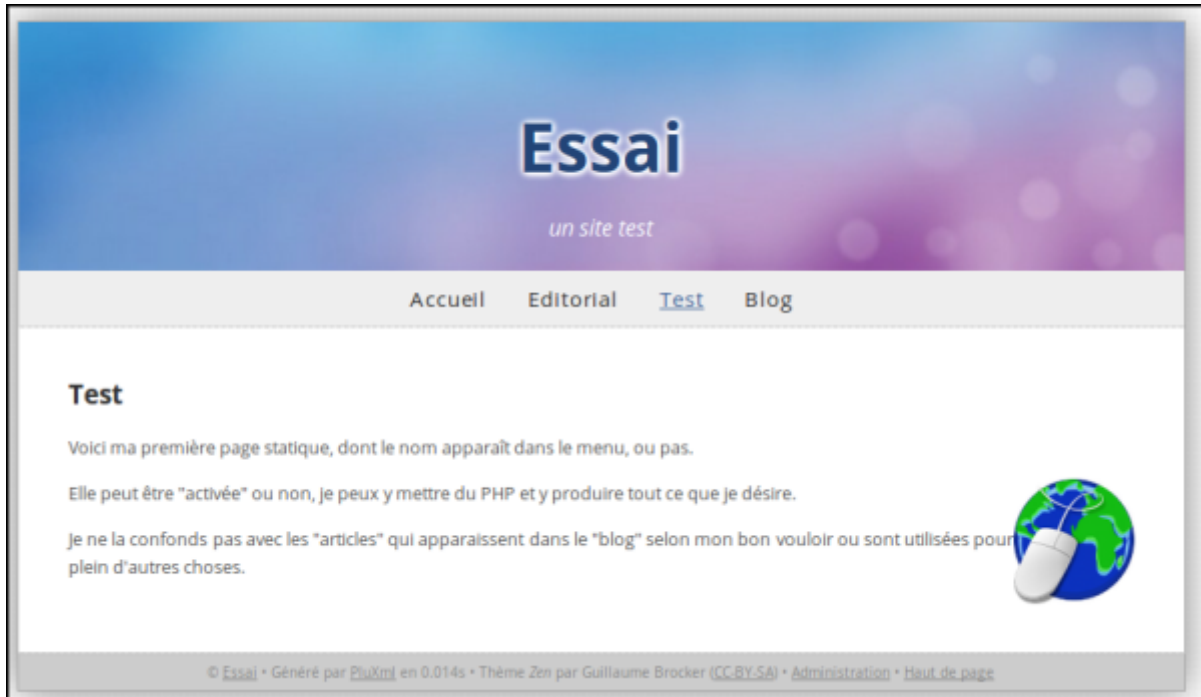 Essai
un site test
Accueil Editorial Test Blog
Test
Voici ma première page statique, dont le nom apparaît dans le menu, ou pas.
Elle peut être "activée" ou non, je peux y mettre du PHP et y produire tout ce que je désire.
Je ne la confonds pas avec les "articles" qui apparaissent dans le "blog" selon mon bon vouloir ou sont utilisées pour
plein d'autres choses.
© Essai • Généré par PluXml en 0.014s • Thème Zen par Guillaume Brocker (CC-BY-SA) • Administration • Haut de page